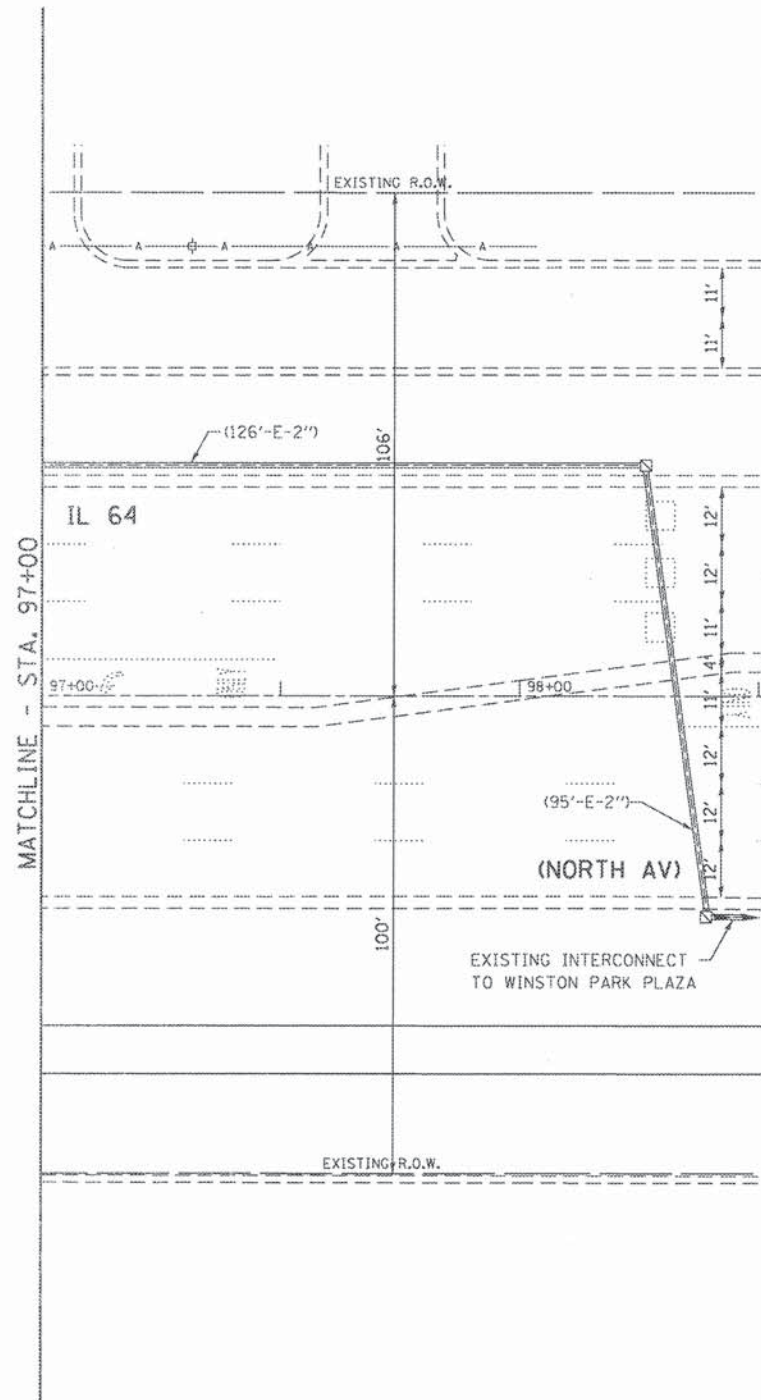 EXISTING R.O.W.
A A A A A A
11'
11'
(126'-E-2")
106'
IL 64
12'
12'
11'
4'
11'
12'
12'
12'
MATCHLINE - STA. 97+00
97+00
98+00
(95'-E-2")
(NORTH AV)
100'
EXISTING INTERCONNECT
TO WINSTON PARK PLAZA
EXISTING R.O.W.